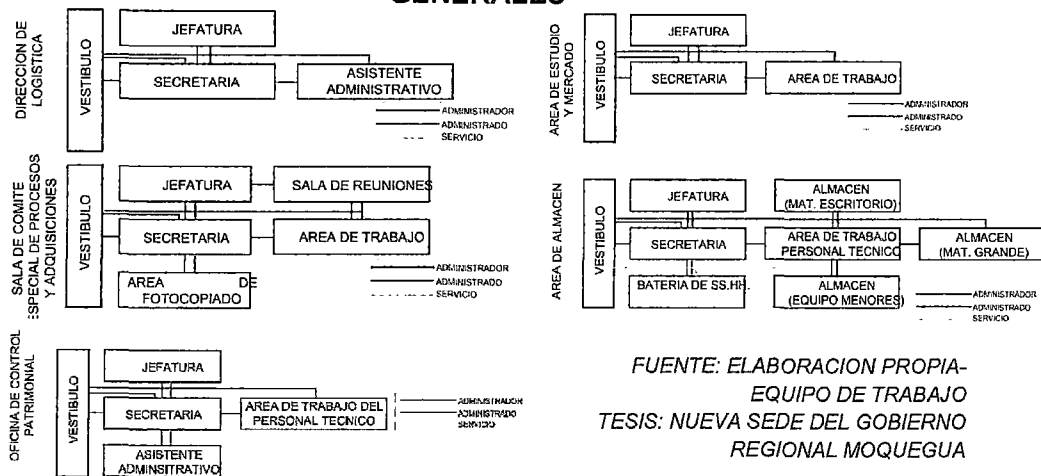 GENERALES
DIRECCION DE
LOGISTICA
VESTIBULO
JEFATURA
SECRETARIA
ASISTENTE
ADMINISTRATIVO
ADMINISTRADOR
ADMINISTRADO
SERVICIO
AREA DE ESTUDIO
Y MERCADO
VESTIBULO
JEFATURA
SECRETARIA
AREA DE TRABAJO
ADMINISTRADOR
ADMINISTRADO
SERVICIO
SALA DE COMITE
ESPECIAL DE PROCESOS
Y ADQUISICIONES
VESTIBULO
JEFATURA
SALA DE REUNIONES
SECRETARIA
AREA DE TRABAJO
AREA DE
FOTOCOPIADO
ADMINISTRADOR
ADMINISTRADO
SERVICIO
AREA DE ALMACEN
VESTIBULO
JEFATURA
ALMACEN
(MAT. ESCRITORIO)
SECRETARIA
AREA DE TRABAJO
PERSONAL TECNICO
ALMACEN
(MAT. GRANDE)
BATERIA DE SS.HH.
ALMACEN
(EQUIPO MENORES)
ADMINISTRADOR
ADMINISTRADO
SERVICIO
OFICINA DE CONTROL
PATRIMONIAL
VESTIBULO
JEFATURA
SECRETARIA
AREA DE TRABAJO DEL
PERSONAL TECNICO
ASISTENTE
ADMINSITRATIVO
ADMINISTRADOR
ADMINISTRADO
SERVICIO
FUENTE: ELABORACION PROPIA-
EQUIPO DE TRABAJO
TESIS: NUEVA SEDE DEL GOBIERNO
REGIONAL MOQUEGUA